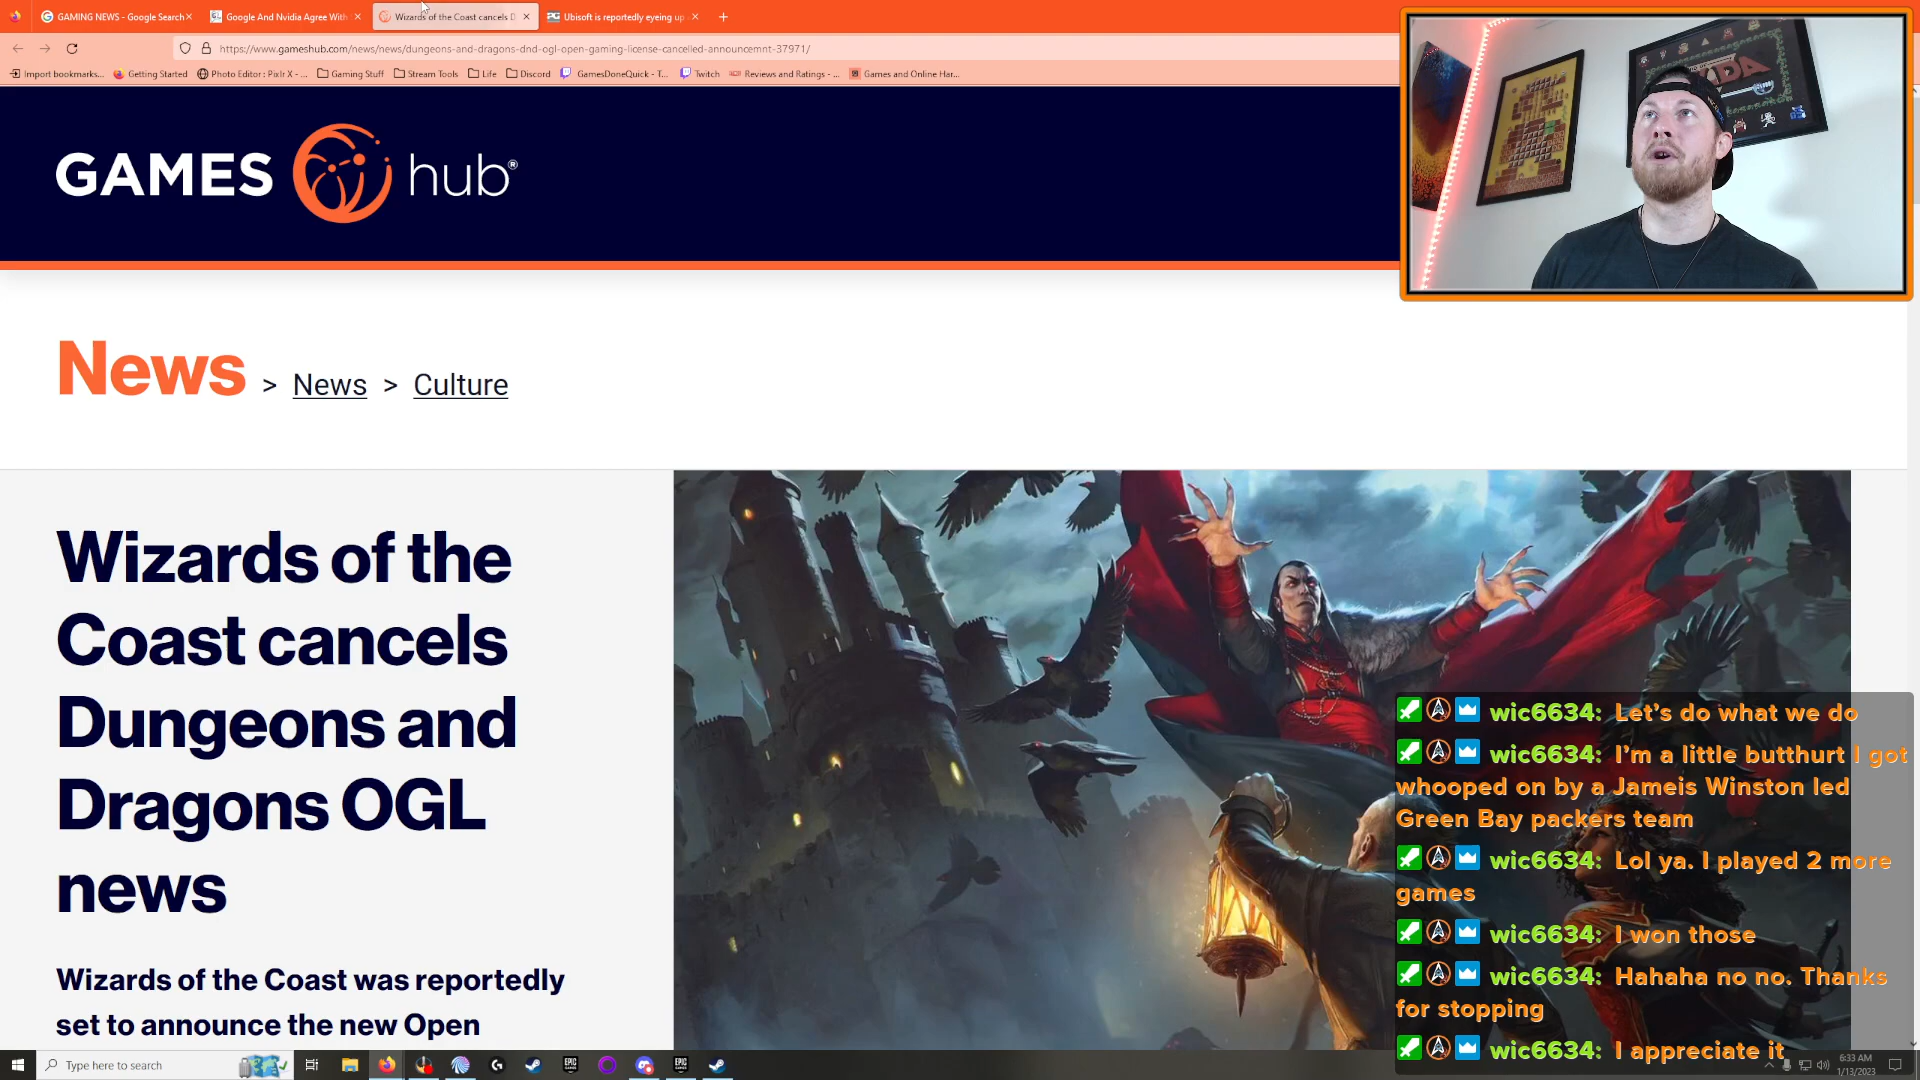 GAMING NEWS - Google Search
Google And Nvidia Agree With
Wizards of the Coast cancels D
Ubisoft is reportedly eyeing up
https://www.gameshub.com/news/news/dungeons-and-dragons-dnd-ogl-open-gaming-license-cancelled-announcemnt-37971/
Import bookmarks...
Getting Started
Photo Editor : Pixlr X - ...
Gaming Stuff
Stream Tools
Life
Discord
GamesDoneQuick - T...
Twitch
Reviews and Ratings - ...
Games and Online Har...
GAMES hub®
News > News > Culture
Wizards of the
Coast cancels
Dungeons and
Dragons OGL
news
Wizards of the Coast was reportedly
set to announce the new Open
wic6634: Let's do what we do
wic6634: I'm a little butthurt I got
whooped on by a Jameis Winston led
Green Bay packers team
wic6634: Lol ya. I played 2 more
games
wic6634: I won those
wic6634: Hahaha no no. Thanks
for stopping
wic6634: I appreciate it
Type here to search
6:33 AM
1/13/2023